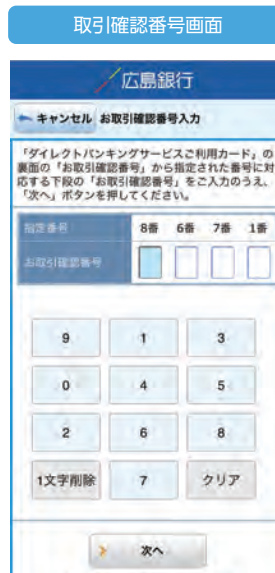 取引確認番号画面
広島銀行
キャンセル お取引確認番号入力
「ダイレクトバンキングサービスご利用カード」の
裏面の「お取引確認番号」から指定された番号に対
応する下段の「お取引確認番号」をご入力のうえ、
「次へ」ボタンを押してください。
指定番号 8番 6番 7番 1番
お取引確認番号
9 1 3
0 4 5
2 6 8
1文字削除 7 クリア
次へ